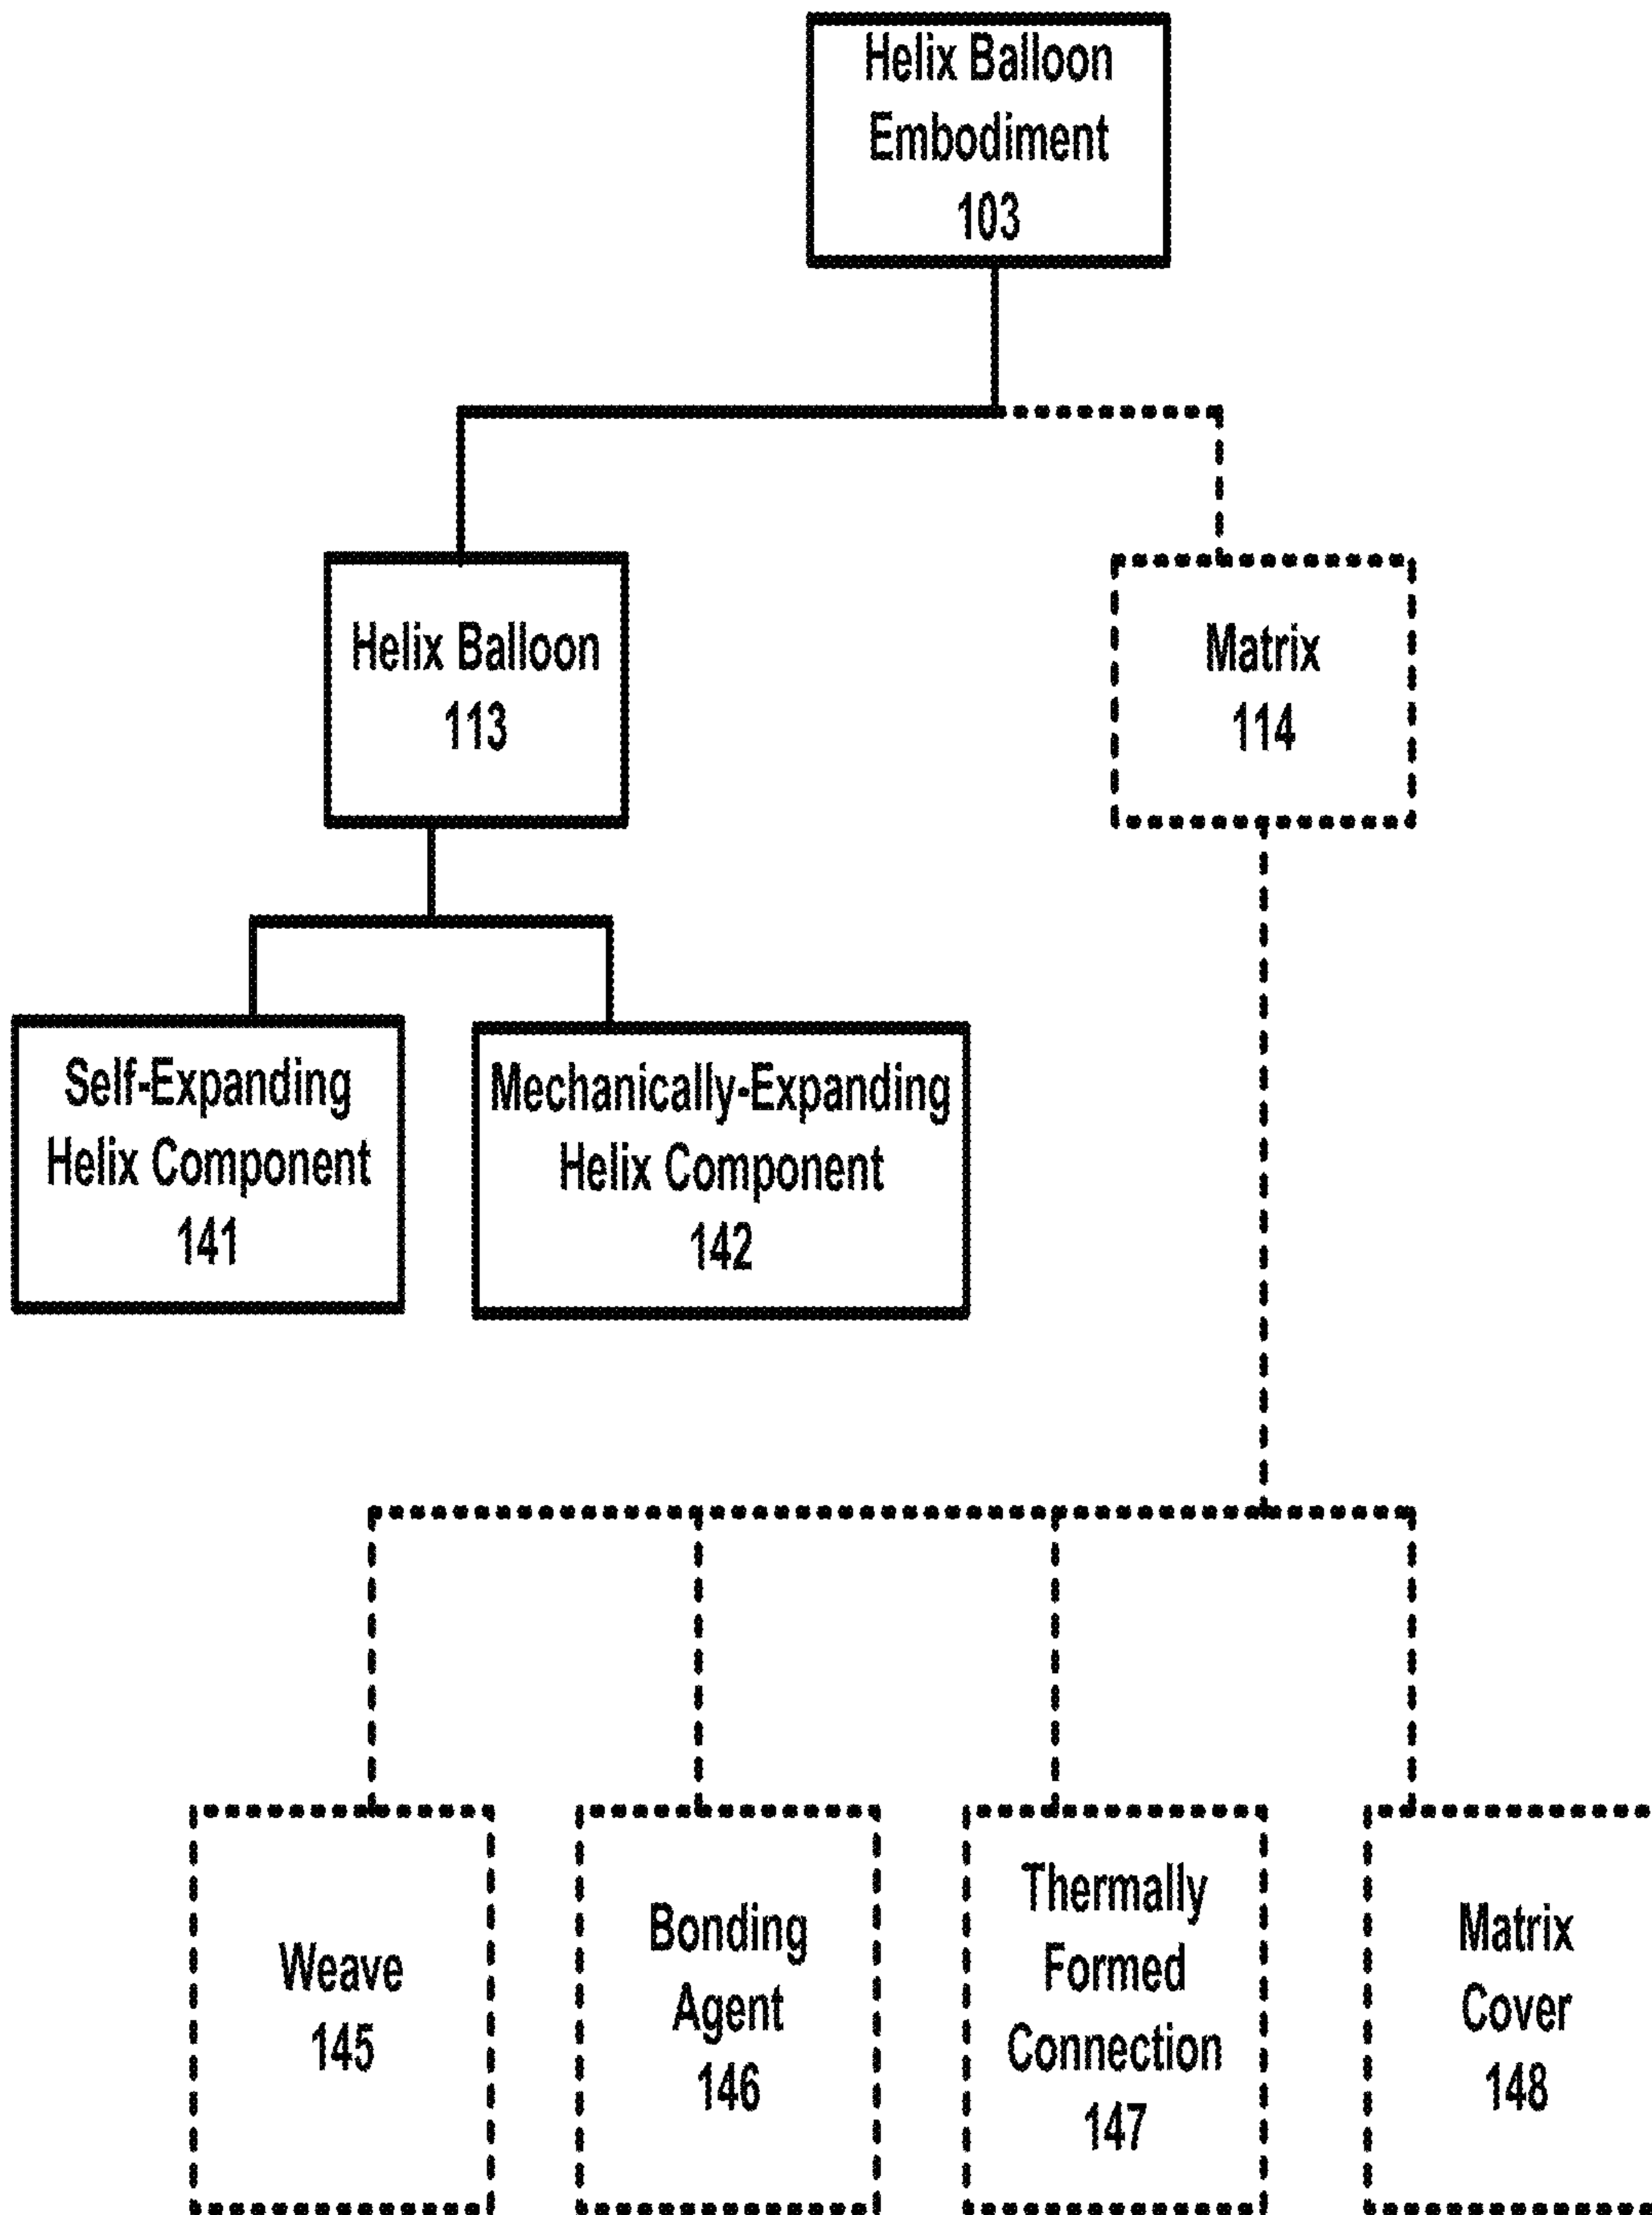 Helix Balloon
Embodiment
103
Helix Balloon
113
Matrix
114
Self-Expanding
Helix Component
141
Mechanically-Expanding
Helix Component
142
Weave
145
Bonding
Agent
146
Thermally
Formed
Connection
147
Matrix
Cover
148